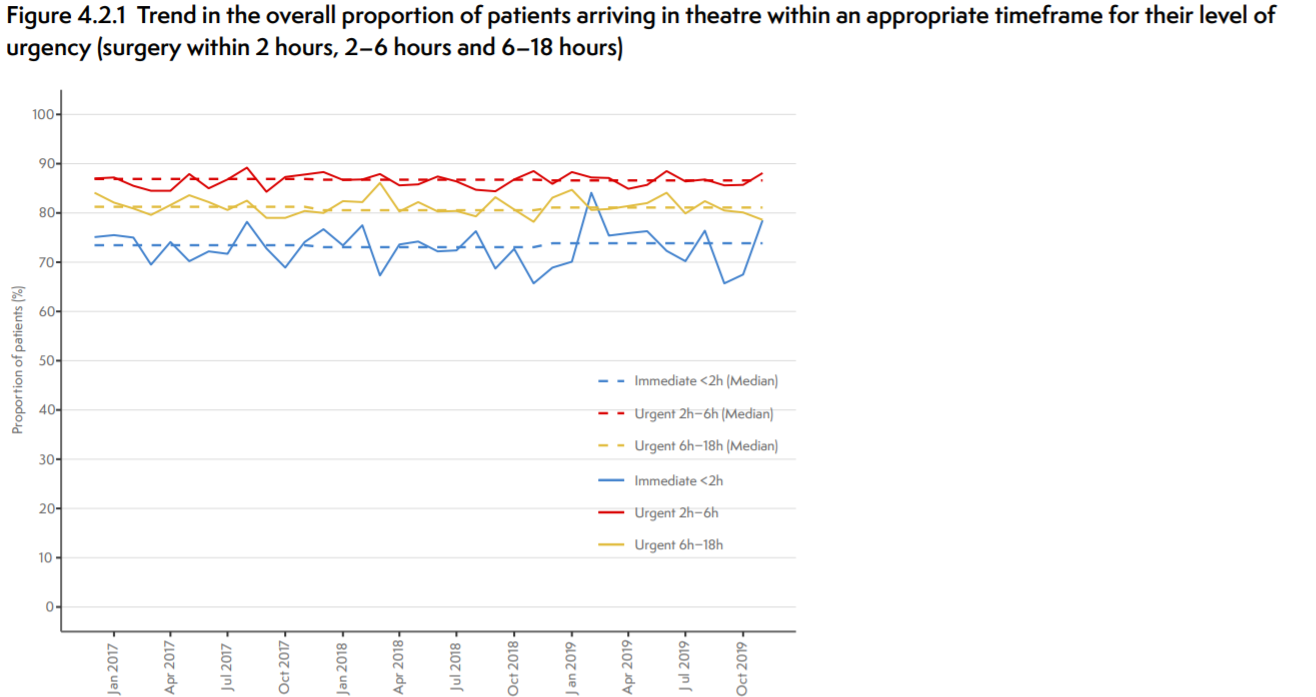 Figure 4.2.1 Trend in the overall proportion of patients arriving in theatre within an appropriate timeframe for their level of
urgency (surgery within 2 hours, 2–6 hours and 6–18 hours)
Proportion of patients (%)
100
90
80
70
60
50
40
30
20
10
0
Immediate <2h (Median)
Urgent 2h–6h (Median)
Urgent 6h–18h (Median)
Immediate <2h
Urgent 2h–6h
Urgent 6h–18h
Jan 2017
Apr 2017
Jul 2017
Oct 2017
Jan 2018
Apr 2018
Jul 2018
Oct 2018
Jan 2019
Apr 2019
Jul 2019
Oct 2019